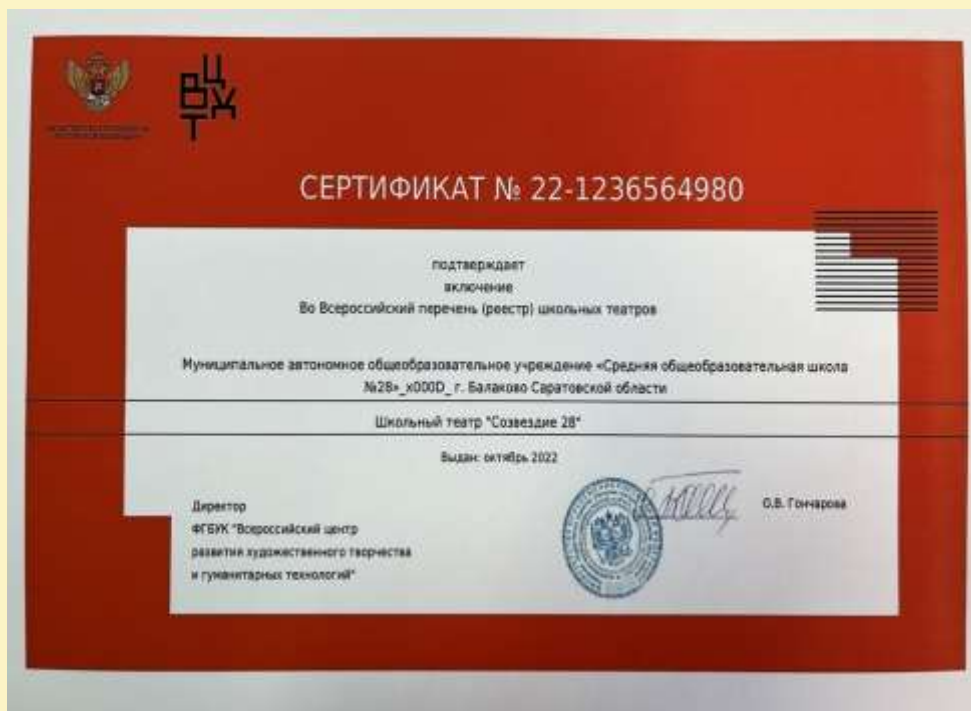 ВЦХТ
СЕРТИФИКАТ № 22-1236564980
подтверждает
включение
Во Всероссийский перечень (реестр) школьных театров
Муниципальное автономное общеобразовательное учреждение «Средняя общеобразовательная школа
№28»_x000D_ г. Балаково Саратовской области
Школьный театр "Созвездие 28"
Выдан: октябрь 2022
Директор
ФГБУК "Всероссийский центр
развития художественного творчества
и гуманитарных технологий"
О.В. Гончарова